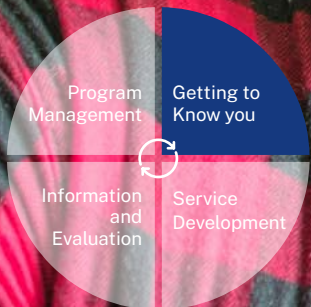 Program
Management
Getting to
Know you
Information
and
Evaluation
Service
Development